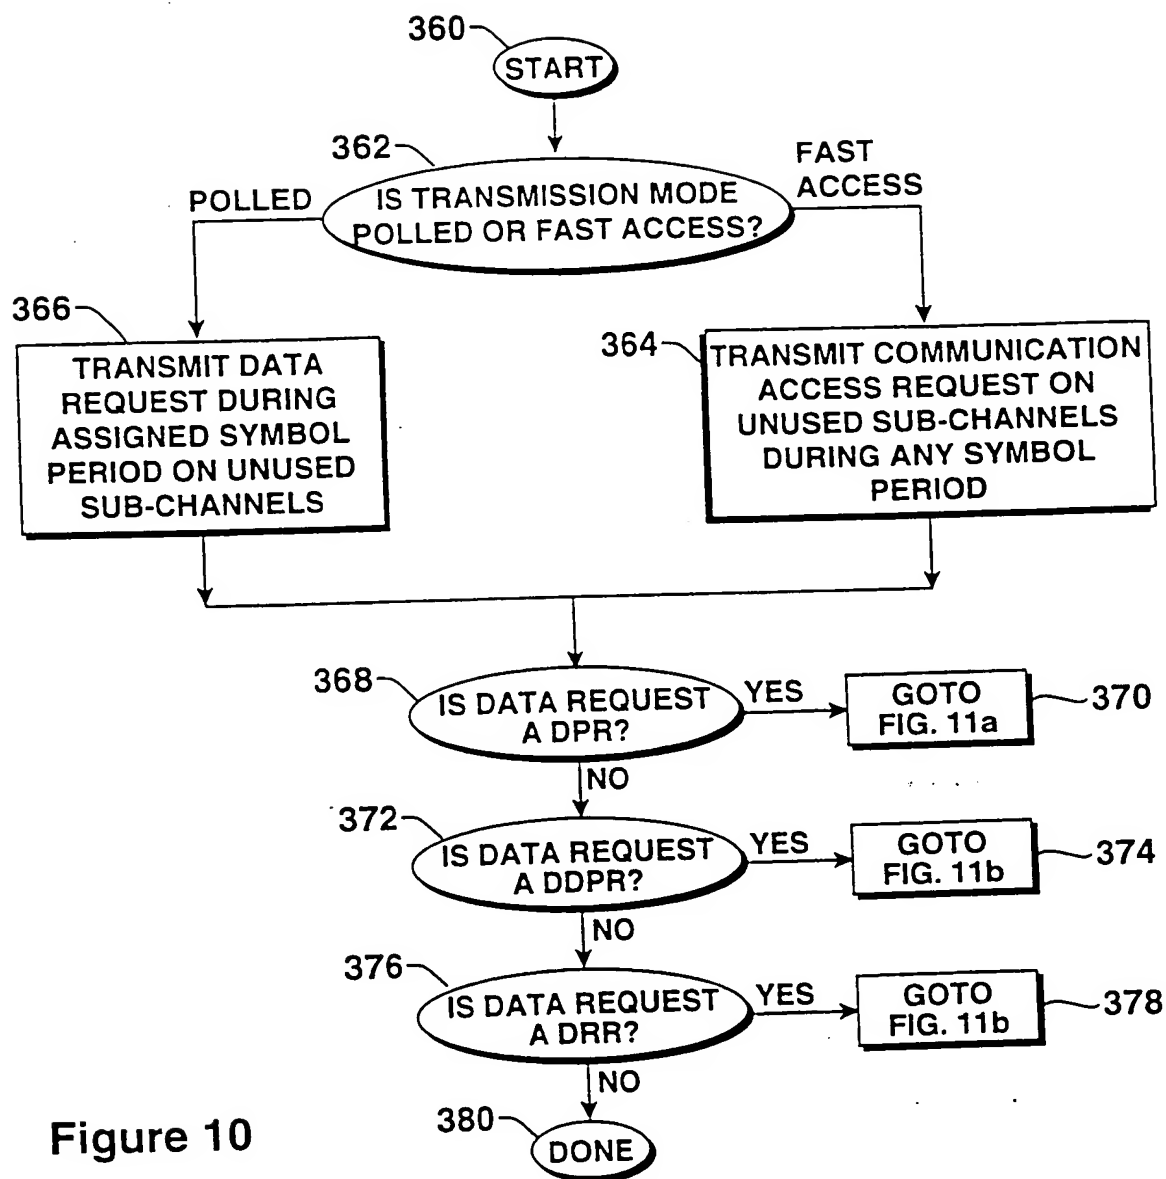 360
START
362
IS TRANSMISSION MODE
POLLED OR FAST ACCESS?
POLLED
FAST
ACCESS
366
TRANSMIT DATA
REQUEST DURING
ASSIGNED SYMBOL
PERIOD ON UNUSED
SUB-CHANNELS
364
TRANSMIT COMMUNICATION
ACCESS REQUEST ON
UNUSED SUB-CHANNELS
DURING ANY SYMBOL
PERIOD
368
IS DATA REQUEST
A DPR?
YES
GOTO
FIG. 11a
370
NO
372
IS DATA REQUEST
A DDPR?
YES
GOTO
FIG. 11b
374
NO
376
IS DATA REQUEST
A DRR?
YES
GOTO
FIG. 11b
378
NO
380
DONE
Figure 10